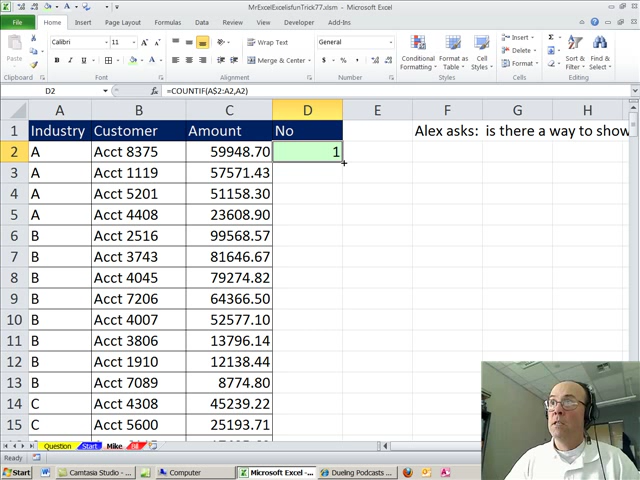 MrExcelExcelisfunTrick77.xlsm - Microsoft Excel
File Home Insert Page Layout Formulas Data Review View Developer Add-Ins
Calibri 11 Wrap Text General Insert Σ
Paste B I U Merge & Center $ % , Conditional Formatting Format as Table Cell Styles Delete Format Sort & Filter Find & Select
Clipboard Font Alignment Number Styles Cells Editing
D2 fx =COUNTIF(A$2:A2,A2)
A B C D E F G H
1 Industry Customer Amount No Alex asks: is there a way to show
2 A Acct 8375 59948.70 1
3 A Acct 1119 57571.43
4 A Acct 5201 51158.30
5 A Acct 4408 23608.90
6 B Acct 2516 99568.57
7 B Acct 3743 81646.67
8 B Acct 4045 79274.82
9 B Acct 7206 64366.50
10 B Acct 4007 52577.10
11 B Acct 3806 13796.14
12 B Acct 1910 12138.44
13 B Acct 7089 8774.80
14 C Acct 4308 45239.22
15 C Acct 5600 25193.71
Question Start Mike Bill
Ready
Start Camtasia Studio - ... Computer Microsoft Excel -... Dueling Podcasts ...